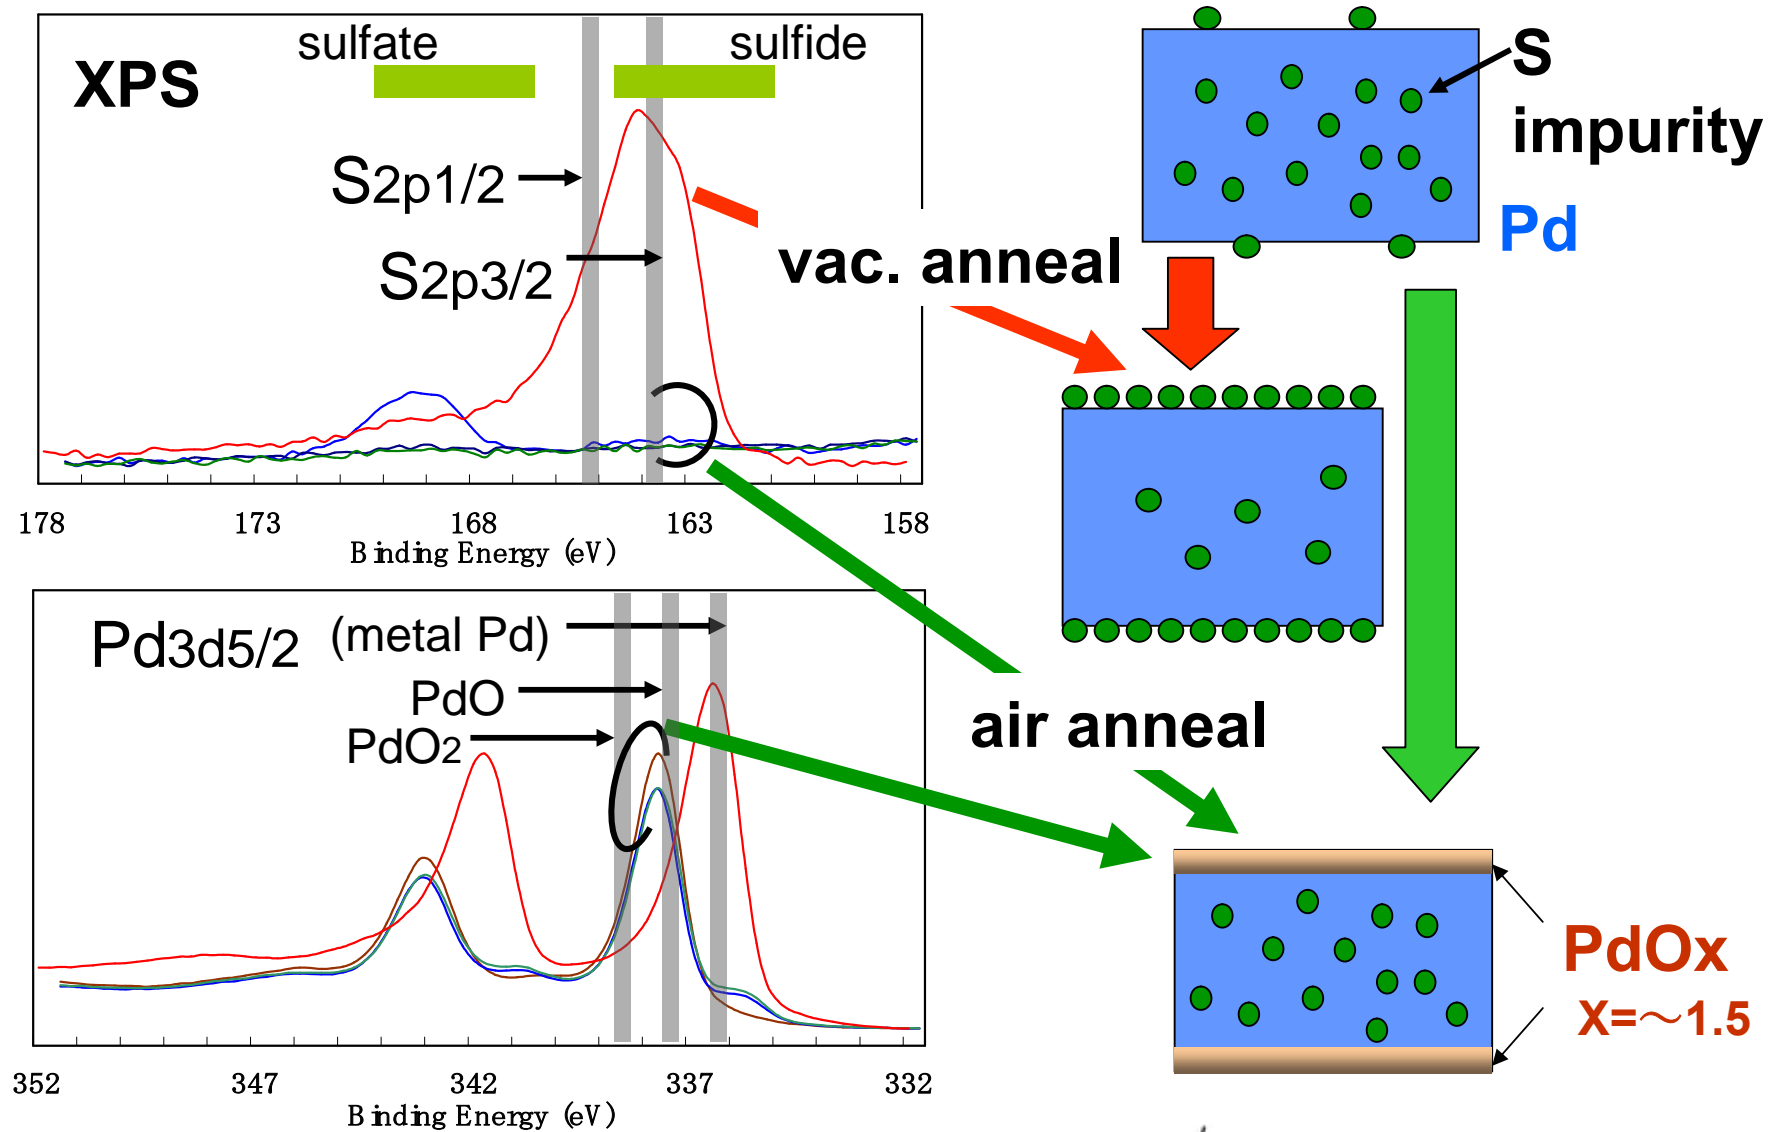 XPS
sulfate
sulfide
S2p1/2
S2p3/2
178 173 168 163 158
Binding Energy (eV)
Pd3d5/2 (metal Pd)
PdO
PdO2
352 347 342 337 332
Binding Energy (eV)
vac. anneal
air anneal
S
impurity
Pd
PdOx
X=～1.5